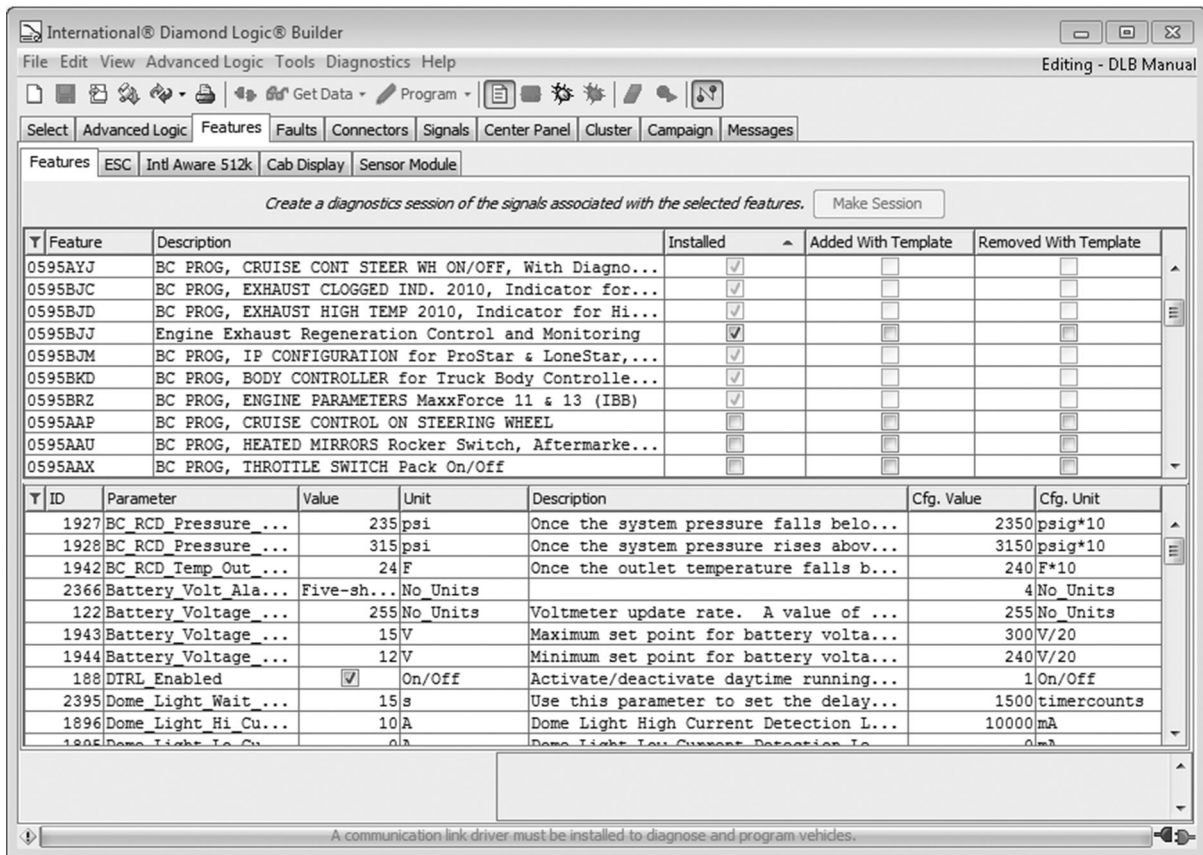 International® Diamond Logic® Builder
File Edit View Advanced Logic Tools Diagnostics Help Editing - DLB Manual
Get Data Program
Select Advanced Logic Features Faults Connectors Signals Center Panel Cluster Campaign Messages
Features ESC Intl Aware 512k Cab Display Sensor Module
Create a diagnostics session of the signals associated with the selected features. Make Session
Feature Description Installed Added With Template Removed With Template
0595AYJ BC PROG, CRUISE CONT STEER WH ON/OFF, With Diagno...
0595BJC BC PROG, EXHAUST CLOGGED IND. 2010, Indicator for...
0595BJD BC PROG, EXHAUST HIGH TEMP 2010, Indicator for Hi...
0595BJJ Engine Exhaust Regeneration Control and Monitoring
0595BJM BC PROG, IP CONFIGURATION for ProStar & LoneStar,...
0595BKD BC PROG, BODY CONTROLLER for Truck Body Controlle...
0595BRZ BC PROG, ENGINE PARAMETERS MaxxForce 11 & 13 (IBB)
0595AAP BC PROG, CRUISE CONTROL ON STEERING WHEEL
0595AAU BC PROG, HEATED MIRRORS Rocker Switch, Aftermarke...
0595AAX BC PROG, THROTTLE SWITCH Pack On/Off
ID Parameter Value Unit Description Cfg. Value Cfg. Unit
1927 BC_RCD_Pressure_... 235 psi Once the system pressure falls belo... 2350 psig*10
1928 BC_RCD_Pressure_... 315 psi Once the system pressure rises abov... 3150 psig*10
1942 BC_RCD_Temp_Out_... 24 F Once the outlet temperature falls b... 240 F*10
2366 Battery_Volt_Ala... Five-sh... No_Units 4 No_Units
122 Battery_Voltage_... 255 No_Units Voltmeter update rate. A value of ... 255 No_Units
1943 Battery_Voltage_... 15 V Maximum set point for battery volta... 300 V/20
1944 Battery_Voltage_... 12 V Minimum set point for battery volta... 240 V/20
188 DTRL_Enabled On/Off Activate/deactivate daytime running... 1 On/Off
2395 Dome_Light_Wait_... 15 s Use this parameter to set the delay... 1500 timercounts
1896 Dome_Light_Hi_Cu... 10 A Dome Light High Current Detection L... 10000 mA
1895 Dome_Light_Lo_Cu... 0 A Dome Light Low Current Detection Le... 0 mA
A communication link driver must be installed to diagnose and program vehicles.